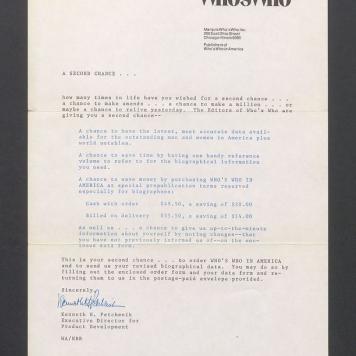 Who'sWho
Marquis Who's Who, Inc.
200 East Ohio Street
Chicago Illinois 60611
Publishers of
Who's Who in America
A SECOND CHANCE . . .
how many times in life have you wished for a second chance . . .
a chance to make amends . . . a chance to make a million . . . or
maybe a chance to relive yesterday. The Editors of Who's Who are
giving you a second chance--
A chance to have the latest, most accurate data avail-
able for the outstanding men and women in America plus
world notables.
A chance to save time by having one handy reference
volume to refer to for the biographical information
you need.
A chance to save money by purchasing WHO'S WHO IN
AMERICA at special prepublication terms reserved
especially for biographees:
Cash with order $49.50, a saving of
Billed on delivery $55.50, a saving of $14.00
As well as . . . a chance to give us up-to-the-minute
information about yourself by noting changes--that
you have not previously informed us of--on the
data form.
This is your second chance . . . to order WHO'S WHO IN AMERICA
and to send us your revised biographical data. You may do so by
filling out the enclosed order form and your data form and re-
turning them to us in the postage-paid envelope provided.
Sincerely,
Kenneth N. Petchenik
Executive Director for
Product Development